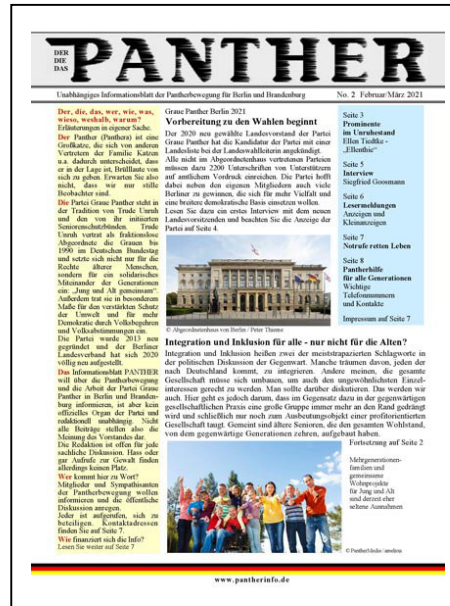 DER
DIE
DAS
PANTHER
Unabhängiges Informationsblatt der Pantherbewegung für Berlin und Brandenburg
No. 2 Februar/März 2021
Der, die, das, wer, wie, was,
wieso, weshalb, warum?
Erläuterungen in eigener Sache.
Der Panther (Panthera) ist eine
Großkatze, die sich von anderen
Vertretern der Familie Katzen
u.a. dadurch unterscheidet, dass
er in der Lage ist, Brülllaute von
sich zu geben. Erwarten Sie also
nicht, dass wir nur stille
Beobachter sind.
Die Partei Graue Panther steht in
der Tradition von Trude Unruh
und den von ihr initiierten
Seniorenschutzbünden. Trude
Unruh vertrat als fraktionslose
Abgeordnete die Grauen bis
1990 im Deutschen Bundestag
und setzte sich nicht nur für die
Rechte älterer Menschen,
sondern für ein solidarisches
Miteinander der Generationen
ein: „Jung und Alt gemeinsam“.
Außerdem trat sie in besonderem
Maße für den verstärkten Schutz
der Umwelt und für mehr
Demokratie durch Volksbegehren
und Volksabstimmungen ein.
Die Partei wurde 2013 neu
gegründet und der Berliner
Landesverband hat sich 2020
völlig neu aufgestellt.
Das Informationsblatt PANTHER
will über die Pantherbewegung
und die Arbeit der Partei Graue
Panther in Berlin und Branden-
burg informieren, ist aber kein
offizielles Organ der Partei und
redaktionell unabhängig. Nicht
alle Beiträge stellen also die
Meinung des Vorstandes dar.
Die Redaktion ist offen für jede
sachliche Diskussion. Hass oder
gar Aufrufe zur Gewalt finden
allerdings keinen Platz.
Wer kommt hier zu Wort?
Mitglieder und Sympathisanten
der Pantherbewegung wollen
informieren und die öffentliche
Diskussion anregen.
Jeder ist aufgerufen, sich zu
beteiligen. Kontaktadressen
finden Sie auf Seite 7.
Wie finanziert sich die Info?
Lesen Sie weiter auf Seite 7
Graue Panther Berlin 2021
Vorbereitung zu den Wahlen beginnt
Der 2020 neu gewählte Landesvorstand der Partei
Graue Panther hat die Kandidatur der Partei mit einer
Landesliste bei der Landeswahlleiterin angekündigt.
Alle nicht im Abgeordnetenhaus vertretenen Parteien
müssen dazu 2200 Unterschriften von Unterstützern
auf amtlichem Vordruck einreichen. Die Partei hofft
dabei neben den eigenen Mitgliedern auch viele
Berliner zu gewinnen, die sich für mehr Vielfalt und
eine breitere demokratische Basis einsetzen wollen.
Lesen Sie dazu ein erstes Interview mit dem neuen
Landesvorsitzenden und beachten Sie die Anzeige der
Partei auf Seite 4.
© Abgeordnetenhaus von Berlin / Peter Thieme
Seite 3
Prominente
im Unruhestand
Ellen Tiedtke -
„Ellentie“
Seite 5
Interview
Siegfried Goosmann
Seite 6
Lesermeldungen
Anzeigen und
Kleinanzeigen
Seite 7
Notrufe retten Leben
Seite 8
Pantherhilfe
für alle Generationen
Wichtige
Telefonnummern
und Kontakte
Impressum auf Seite 7
Integration und Inklusion für alle - nur nicht für die Alten?
Integration und Inklusion heißen zwei der meiststrapazierten Schlagworte in
der politischen Diskussion der Gegenwart. Manche träumen davon, jeden der
nach Deutschland kommt, zu integrieren. Andere meinen, die gesamte
Gesellschaft müsse sich umbauen, um auch den ungewöhnlichsten Einzel-
interessen gerecht zu werden. Man sollte darüber diskutieren. Das werden wir
auch. Hier geht es jedoch darum, dass im Gegensatz dazu in der gegenwärtigen
gesellschaftlichen Praxis eine große Gruppe immer mehr an den Rand gedrängt
wird und schließlich nur noch zum Ausbeutungsobjekt einer profitorientierten
Gesellschaft taugt. Gemeint sind ältere Senioren, die den gesamten Wohlstand,
von dem gegenwärtige Generationen zehren, aufgebaut haben.
Fortsetzung auf Seite 2
Mehrgenerationen-
familien und
gemeinsame
Wohnprojekte
für Jung und Alt
sind derzeit eher
seltene Ausnahmen
© PantherMedia /
www.pantherinfo.de